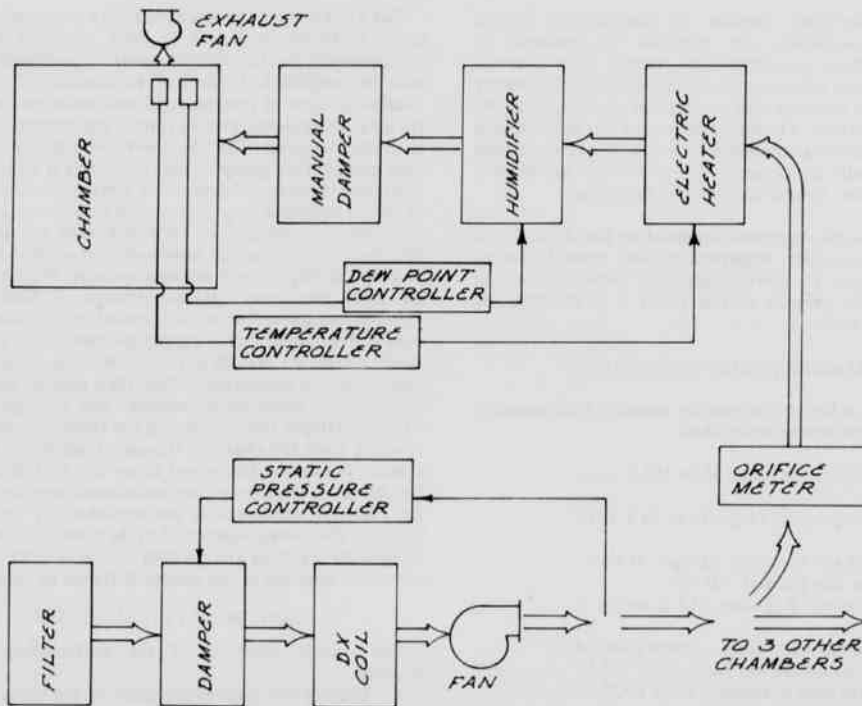 EXHAUST
FAN
CHAMBER
MANUAL
DAMPER
HUMIDIFIER
ELECTRIC
HEATER
DEW POINT
CONTROLLER
TEMPERATURE
CONTROLLER
STATIC
PRESSURE
CONTROLLER
ORIFICE
METER
FILTER
DAMPER
DX
COIL
FAN
TO 3 OTHER
CHAMBERS